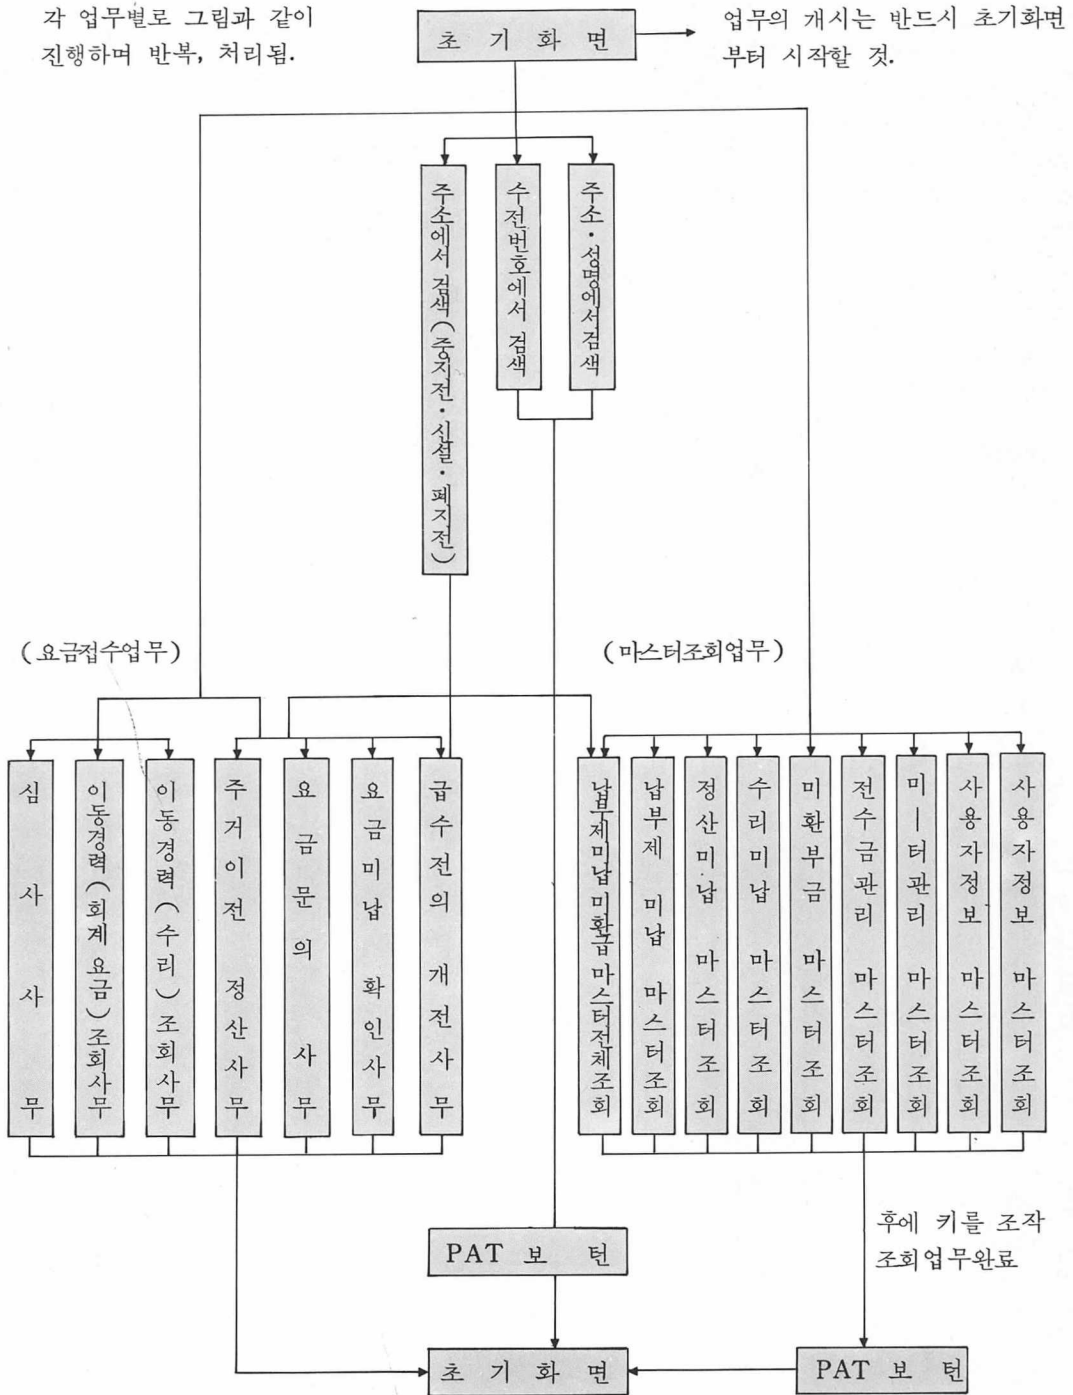 각 업무별로 그림과 같이
진행하며 반복, 처리됨.
초 기 화 면
업무의 개시는 반드시 초기화면
부터 시작할 것.
주소에서 검색(중지전·신설·폐지전)
수전번호에서 검색
주소·성명에서검색
(요금접수업무)
(마스터조회업무)
심 사 사 무
이동경력(회계 요금)조회사무
이동경력(수리)조회사무
주거이전 정산사무
요금문의 사무
요금미납 확인사무
급수전의 개전사무
납부제미납미환급마스터전체조회
납부제 미납 마스터조회
정산미납 마스터조회
수리미납 마스터조회
미환부금 마스터조회
전수금관리 마스터조회
미ー터관리 마스터조회
사용자정보 마스터조회
사용자정보 마스터조회
후에 키를 조작
조회업무완료
PAT 보 턴
초 기 화 면
PAT 보 턴